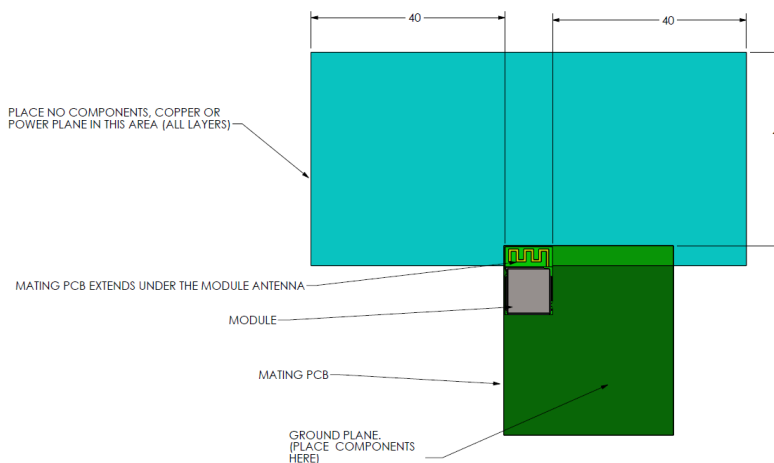 40
40
PLACE NO COMPONENTS, COPPER OR
POWER PLANE IN THIS AREA (ALL LAYERS)
MATING PCB EXTENDS UNDER THE MODULE ANTENNA
MODULE
MATING PCB
GROUND PLANE.
(PLACE COMPONENTS
HERE)